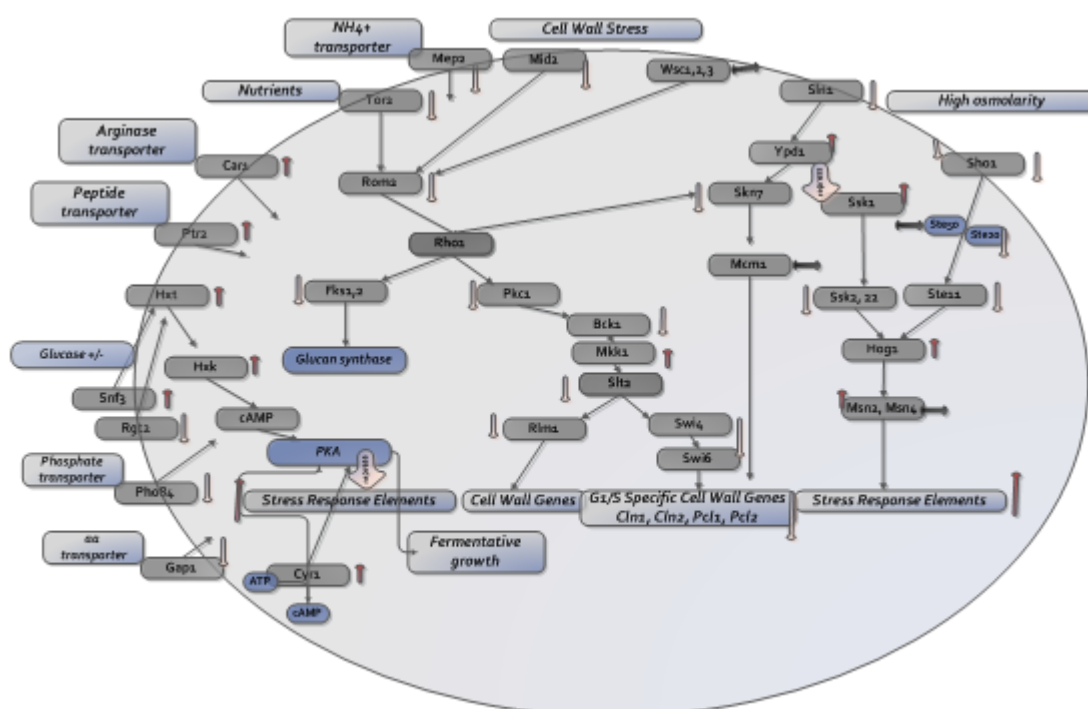 NH4+
transporter
Cell Wall Stress
Mep2
Mid2
Wsc1,2,3
Nutrients
Tor2
Sln1
High osmolarity
Arginase
transporter
Car1
Ypd1
Sho1
Rom2
Skn7
represses
Ssk1
Peptide
transporter
Ptr2
Ste50
Ste20
Rho1
Mcm1
Hxt
Fks1,2
Pkc1
Ssk2, 22
Ste11
Bck1
Glucose +/-
Glucan synthase
Mkk1
Hog1
Hxk
Slt2
Snf3
cAMP
Msn2, Msn4
Rgt2
Rlm1
Swi4
PKA
Swi6
Phosphate
transporter
Pho84
Stress Response Elements
Cell Wall Genes
G1/S Specific Cell Wall Genes
Cln1, Cln2, Pcl1, Pcl2
Stress Response Elements
aa
transporter
Gap1
Fermentative
growth
ATP
Cyr1
cAMP